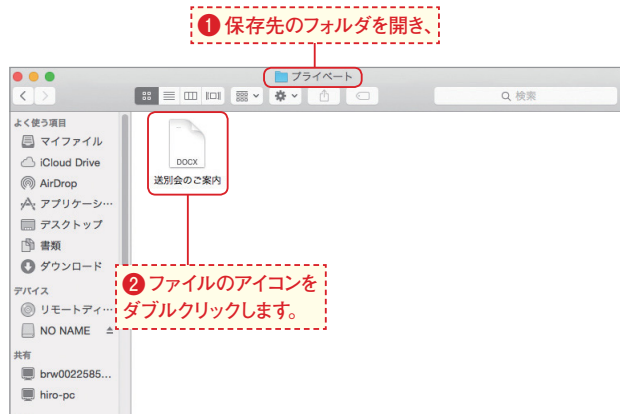 ❶ 保存先のフォルダを開き、
プライベート
検索
よく使う項目
マイファイル
iCloud Drive
AirDrop
アプリケーシ…
デスクトップ
書類
ダウンロード
デバイス
リモートディ…
NO NAME
共有
brw0022585...
hiro-pc
DOCX
送別会のご案内
❷ ファイルのアイコンを
ダブルクリックします。